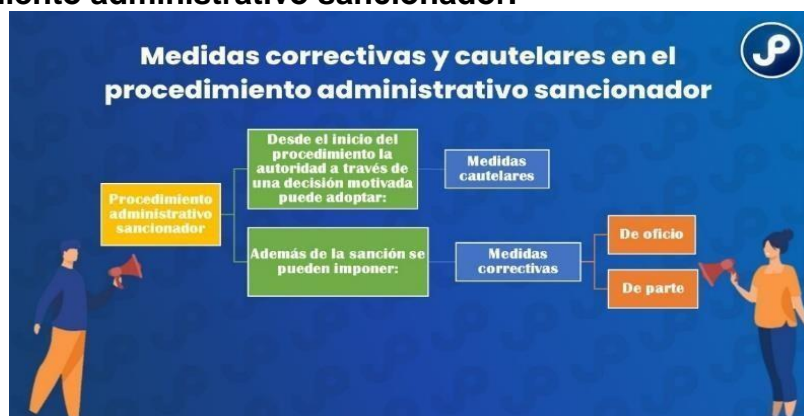 administrativo sancionador.
Medidas correctivas y cautelares en el
procedimiento administrativo sancionador
JP
Desde el inicio del
procedimiento la
autoridad a través de
una decisión motivada
puede adoptar:
Medidas
cautelares
Procedimiento
administrativo
sancionador
Además de la sanción se
pueden imponer:
Medidas
correctivas
De oficio
De parte